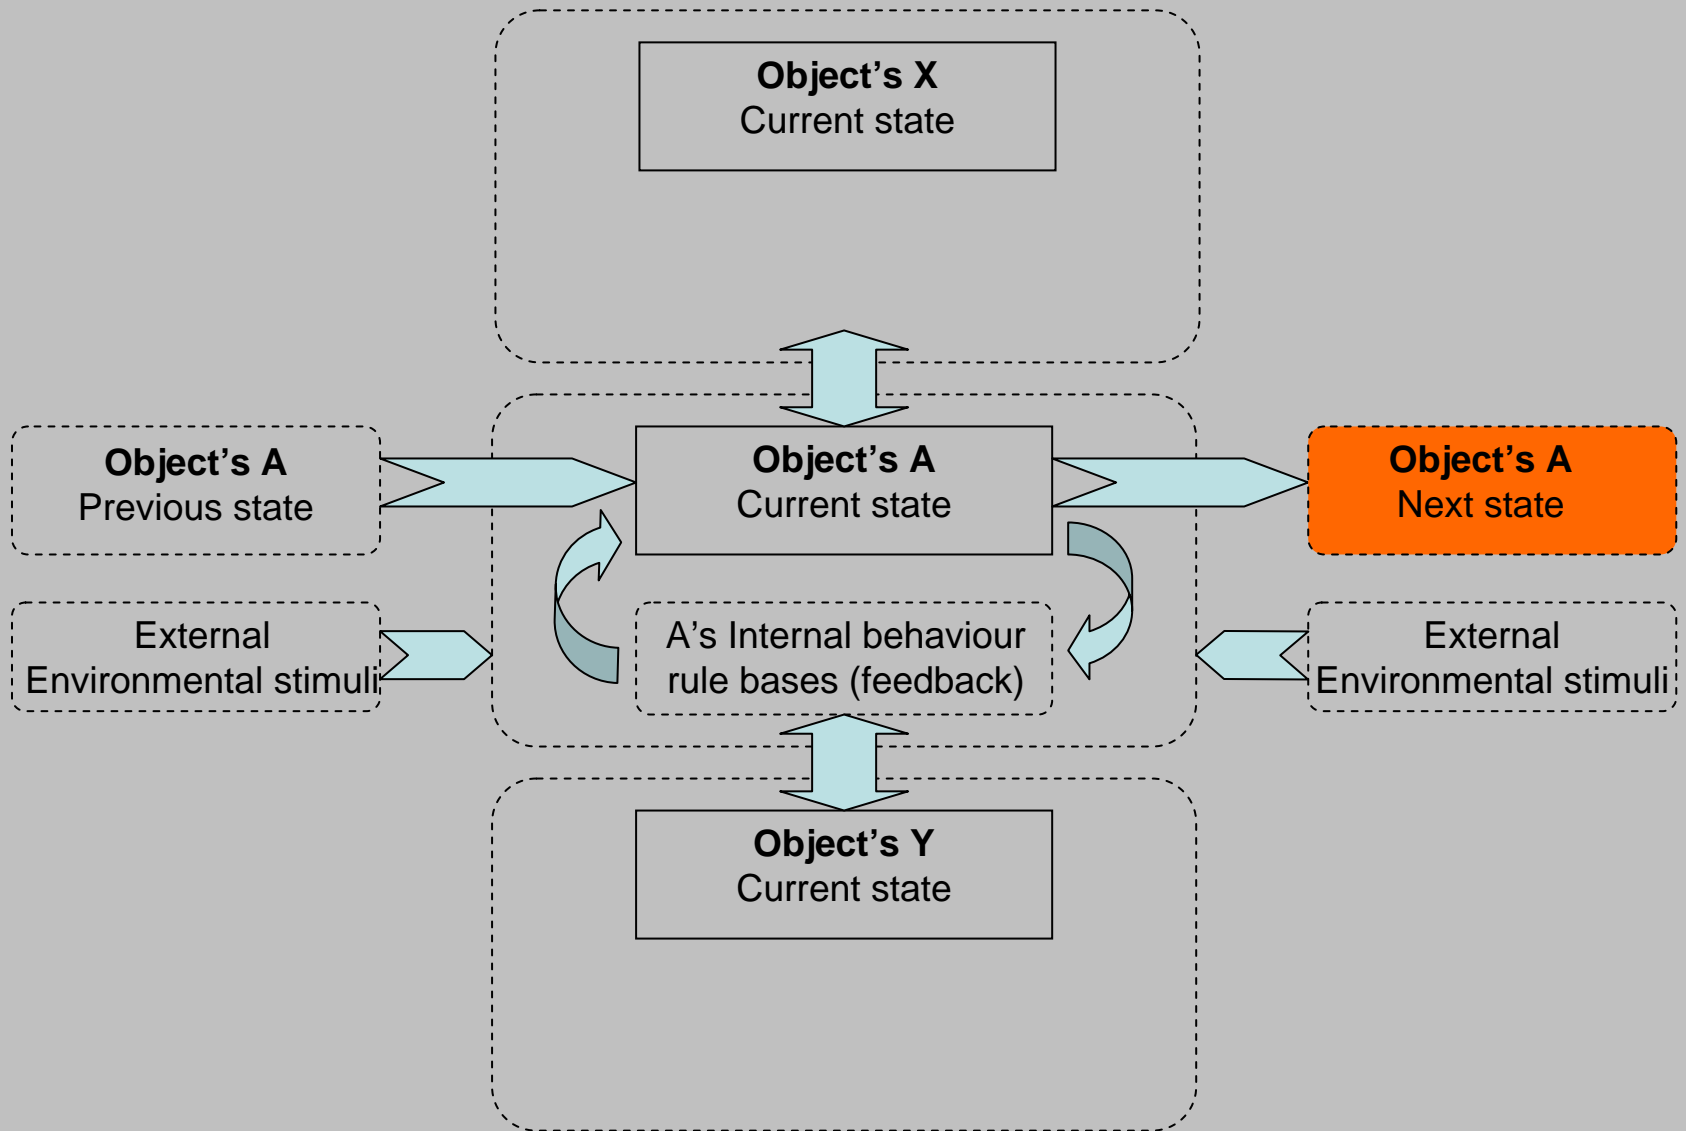 Object's X
Current state
Object’s A
Previous state
Object’s A
Current state
Object’s A
Next state
External
Environmental stimuli
A’s Internal behaviour
rule bases (feedback)
External
Environmental stimuli
Object’s Y
Current state